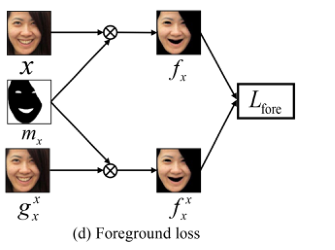 x
f_x
L_fore
m_x
g_x^x
f_x^x
(d) Foreground loss